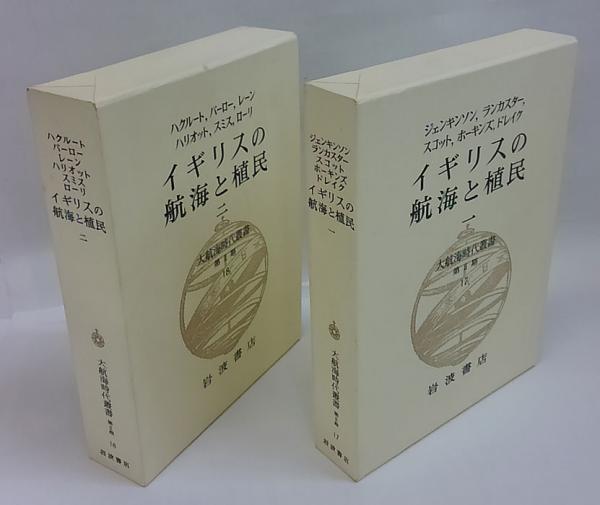 ハクルート
バーロー
レーン
ハリオット
スミス
ローリ
イギリスの
航海と植民
二
大航海時代叢書 第Ⅱ期 18
岩波書店
ハクルート, バーロー, レーン
ハリオット, スミス, ローリ
イギリスの
航海と植民
二
大航海時代叢書
第Ⅱ期
18
岩波書店
ジェンキンソン
ランカスター
スコット
ホーキンズ
ドレイク
イギリスの
航海と植民
一
大航海時代叢書 第Ⅱ期 17
岩波書店
ジェンキンソン, ランカスター,
スコット, ホーキンズ, ドレイク
イギリスの
航海と植民
一
大航海時代叢書
第Ⅱ期
17
岩波書店